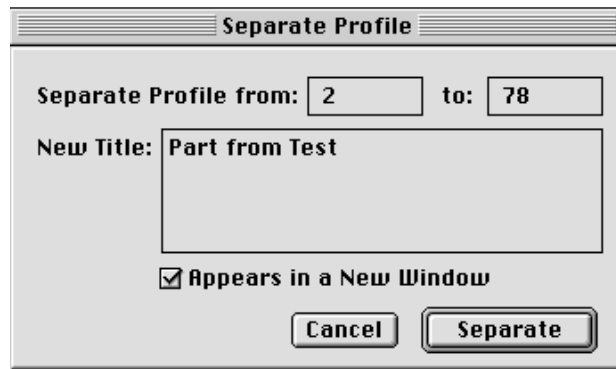 Separate Profile
Separate Profile from: 2 to: 78
New Title: Part from Test
Appears in a New Window
Cancel Separate